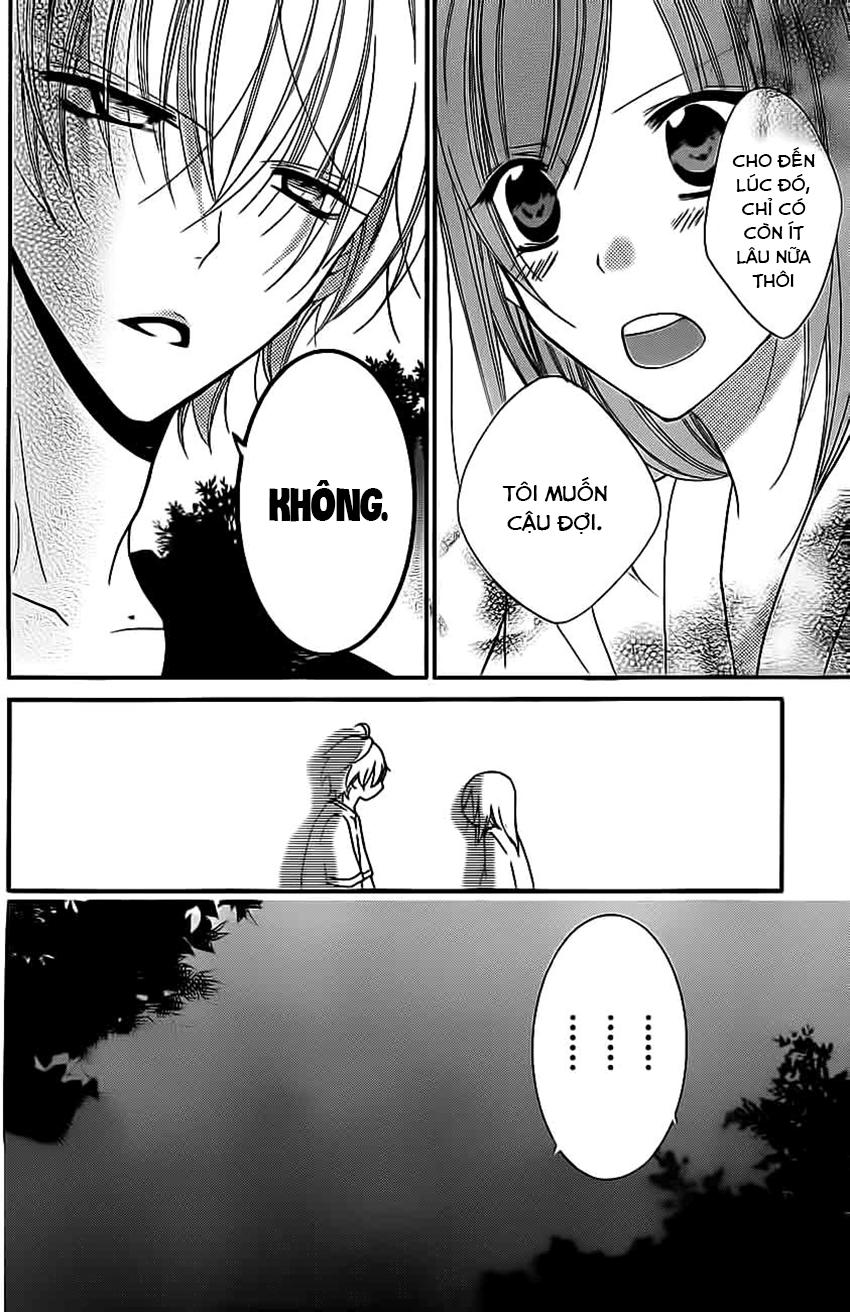 CHO ĐẾN
LÚC ĐÓ,
CHỈ CÓ
CÒN ÍT
LÂU NỮA
THÔI
TÔI MUỐN
CẬU ĐỢI.
KHÔNG.